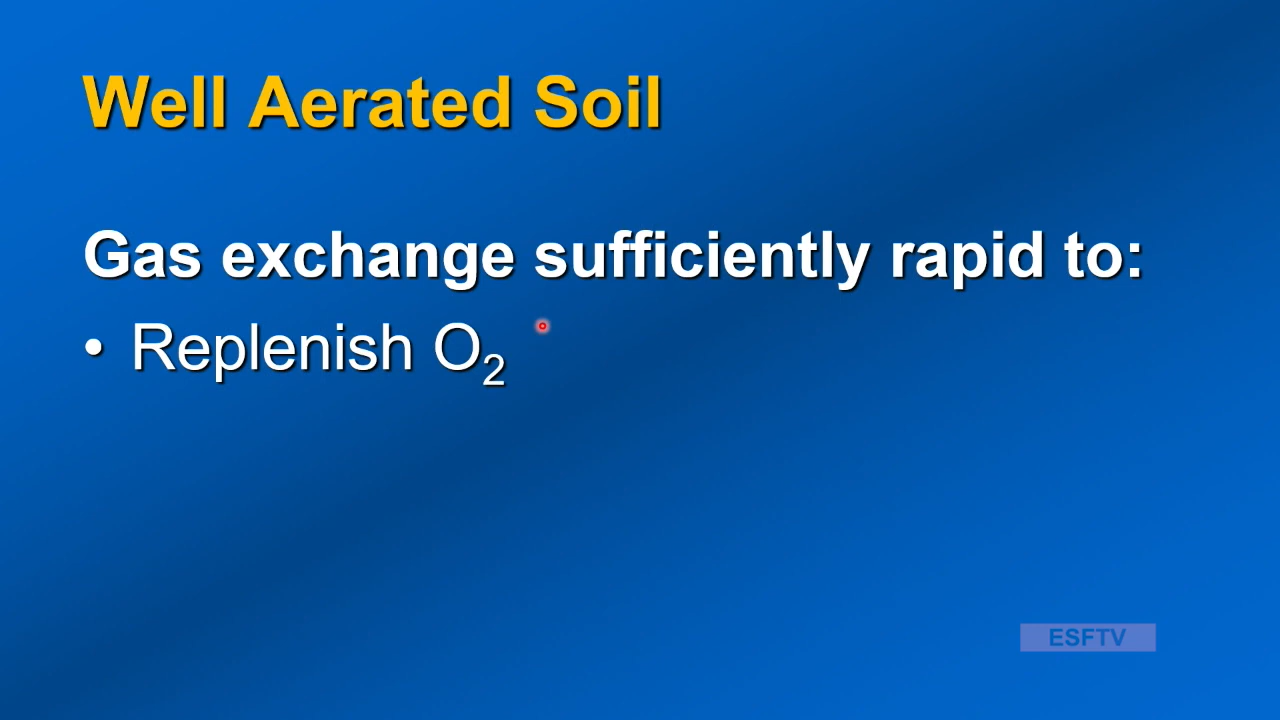 Well Aerated Soil
Gas exchange sufficiently rapid to:
• Replenish O₂
ESFTV